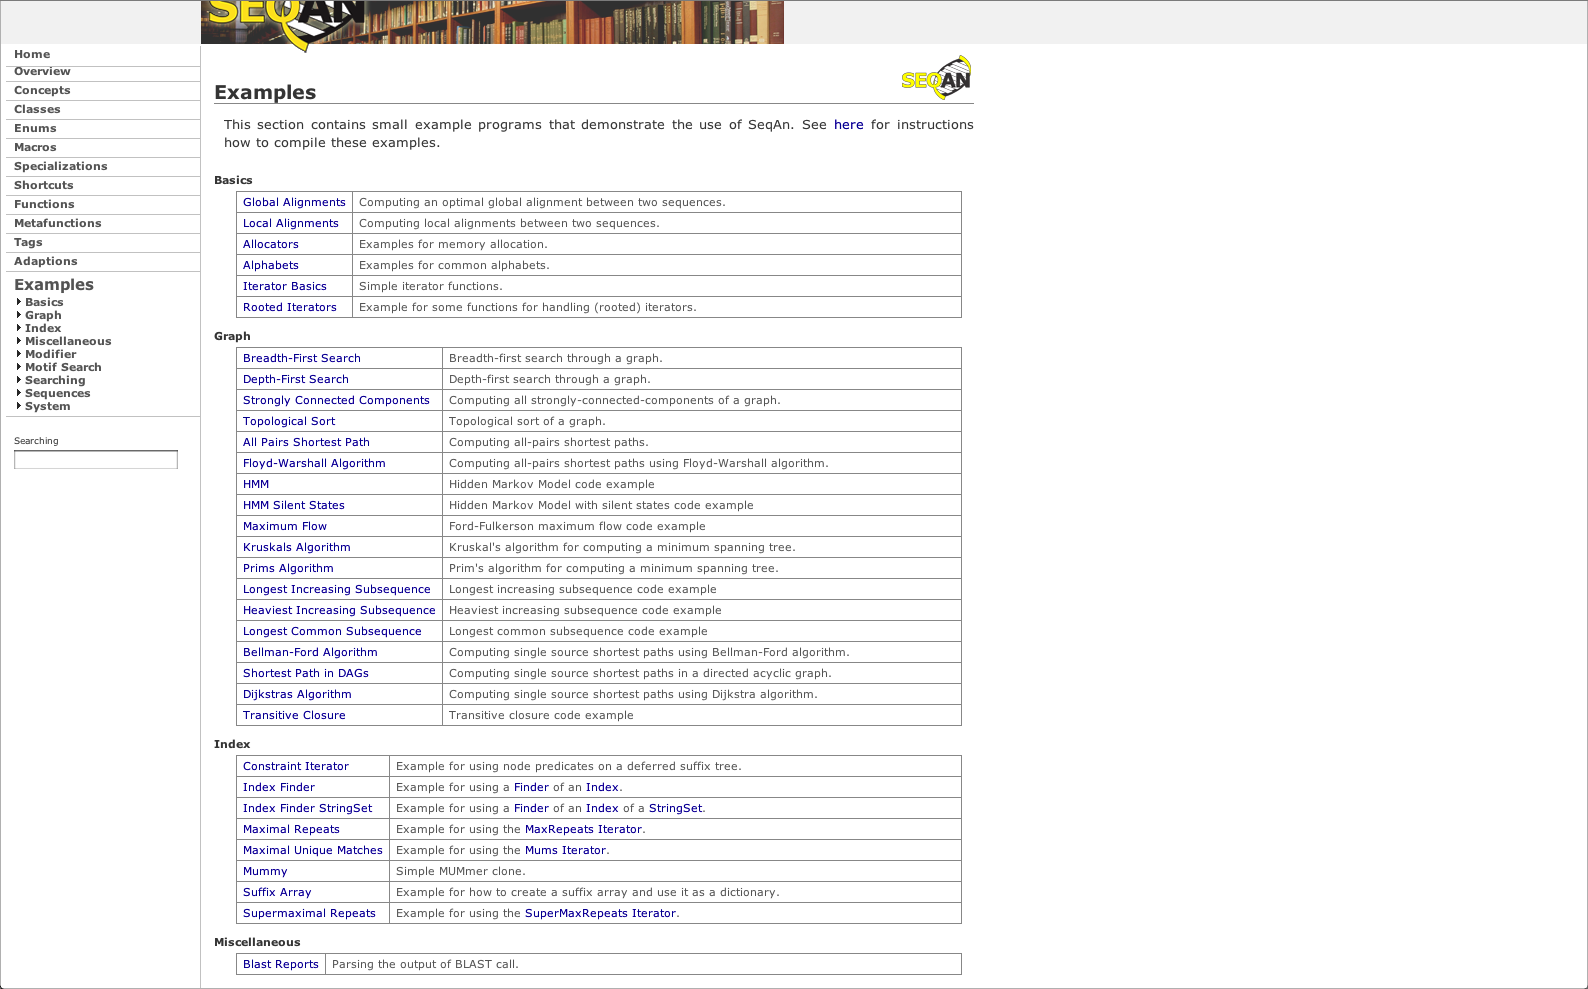 SEQAN
Home
Overview
Concepts
Classes
Enums
Macros
Specializations
Shortcuts
Functions
Metafunctions
Tags
Adaptions
Examples
Basics
Graph
Index
Miscellaneous
Modifier
Motif Search
Searching
Sequences
System
Searching
SEQAN
Examples
This section contains small example programs that demonstrate the use of SeqAn. See here for instructions
how to compile these examples.
Basics
Global Alignments Computing an optimal global alignment between two sequences.
Local Alignments Computing local alignments between two sequences.
Allocators Examples for memory allocation.
Alphabets Examples for common alphabets.
Iterator Basics Simple iterator functions.
Rooted Iterators Example for some functions for handling (rooted) iterators.
Graph
Breadth-First Search Breadth-first search through a graph.
Depth-First Search Depth-first search through a graph.
Strongly Connected Components Computing all strongly-connected-components of a graph.
Topological Sort Topological sort of a graph.
All Pairs Shortest Path Computing all-pairs shortest paths.
Floyd-Warshall Algorithm Computing all-pairs shortest paths using Floyd-Warshall algorithm.
HMM Hidden Markov Model code example
HMM Silent States Hidden Markov Model with silent states code example
Maximum Flow Ford-Fulkerson maximum flow code example
Kruskals Algorithm Kruskal's algorithm for computing a minimum spanning tree.
Prims Algorithm Prim's algorithm for computing a minimum spanning tree.
Longest Increasing Subsequence Longest increasing subsequence code example
Heaviest Increasing Subsequence Heaviest increasing subsequence code example
Longest Common Subsequence Longest common subsequence code example
Bellman-Ford Algorithm Computing single source shortest paths using Bellman-Ford algorithm.
Shortest Path in DAGs Computing single source shortest paths in a directed acyclic graph.
Dijkstras Algorithm Computing single source shortest paths using Dijkstra algorithm.
Transitive Closure Transitive closure code example
Index
Constraint Iterator Example for using node predicates on a deferred suffix tree.
Index Finder Example for using a Finder of an Index.
Index Finder StringSet Example for using a Finder of an Index of a StringSet.
Maximal Repeats Example for using the MaxRepeats Iterator.
Maximal Unique Matches Example for using the Mums Iterator.
Mummy Simple MUMmer clone.
Suffix Array Example for how to create a suffix array and use it as a dictionary.
Supermaximal Repeats Example for using the SuperMaxRepeats Iterator.
Miscellaneous
Blast Reports Parsing the output of BLAST call.